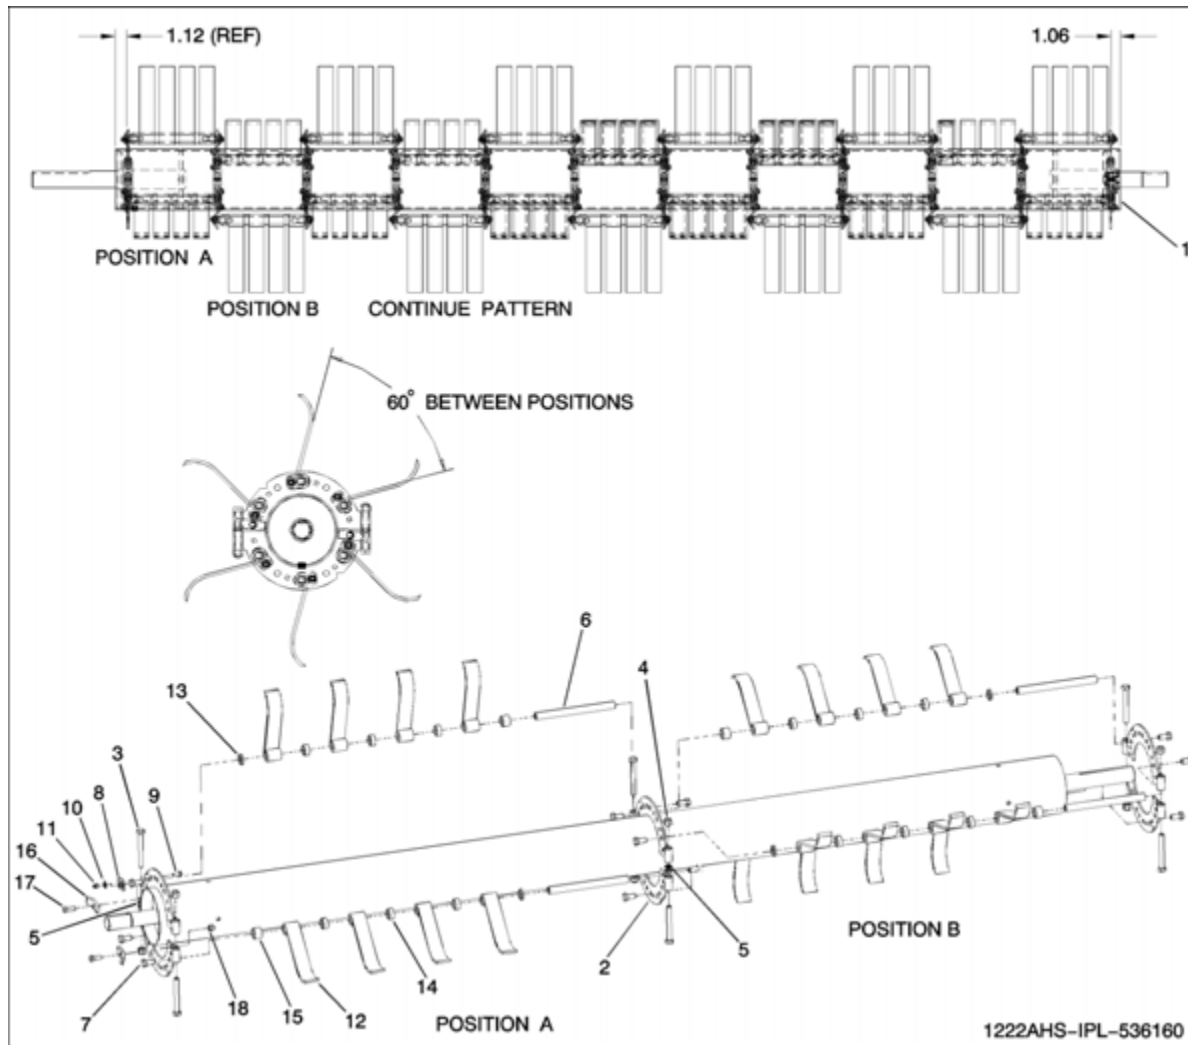 1.12 (REF)
1.06
1
POSITION A
POSITION B
CONTINUE PATTERN
60° BETWEEN POSITIONS
6
4
13
3
8
9
10
11
16
17
5
7
18
15
12
14
2
5
POSITION B
POSITION A
1222AHS-IPL-536160